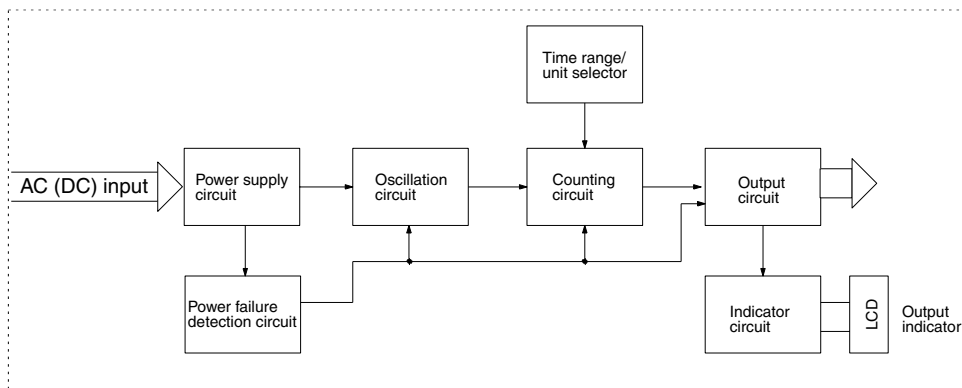 Time range/
unit selector
AC (DC) input
Power supply
circuit
Oscillation
circuit
Counting
circuit
Output
circuit
Power failure
detection circuit
Indicator
circuit
LCD
Output
indicator